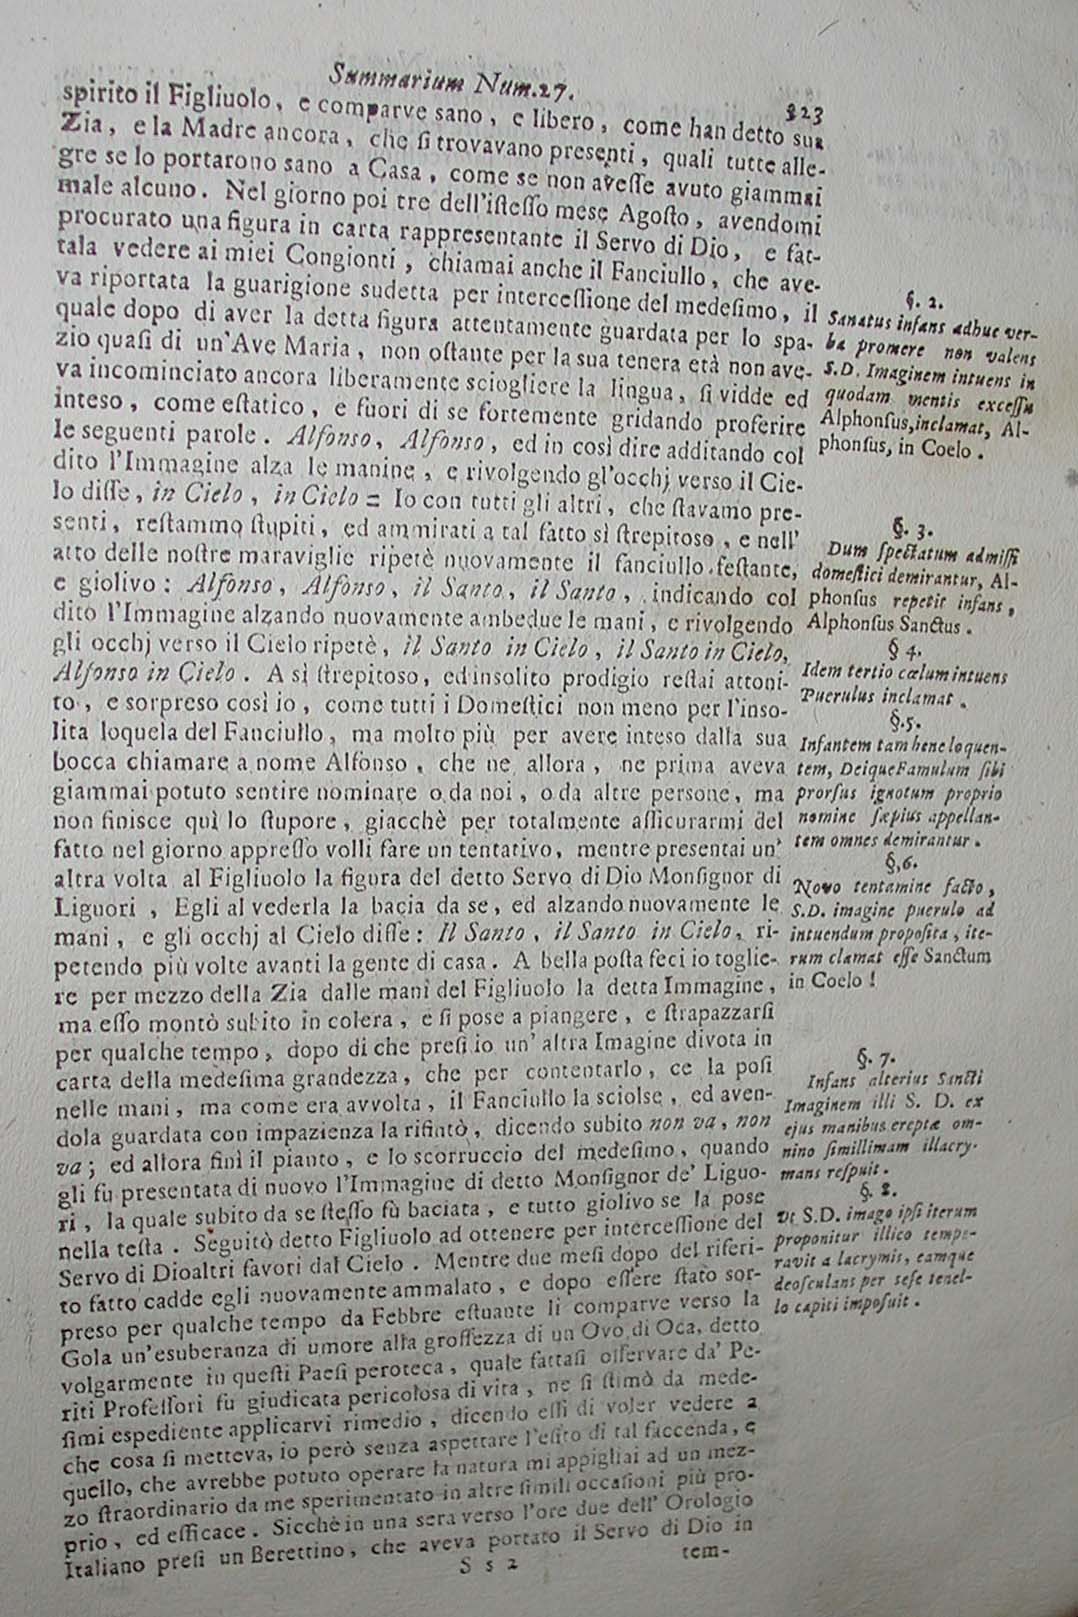 Summarium Num.27.
323
spirito il Figliuolo, e comparve sano, e libero, come han detto sua
Zia, e la Madre ancora, che ſi trovavano preſenti, quali tutte alle-
gre se lo portarono sano a Casa, come se non aveſſe avuto giammai
male alcuno. Nel giorno poi tre dell'iſteſſo mese Agoſto, avendomi
procurato una figura in carta rappresentante il Servo di Dio, e fat-
tala vedere ai miei Congionti, chiamai anche il Fanciullo, che ave-
va riportata la guarigione sudetta per interceſſione del medeſimo, il
quale dopo di aver la detta figura attentamente guardata per lo spa-
zio quaſi di un'Ave Maria, non oſtante per la sua tenera età non ave-
va incominciato ancora liberamente sciogliere la lingua, ſi vidde ed
inteso, come eſtatico, e fuori di se fortemente gridando proferire
le seguenti parole. Alfonso, Alfonso, ed in così dire additando col
dito l'Immagine alza le manine, e rivolgendo gl'occhj verso il Cie-
lo diſſe, in Cielo, in Cielo = Io con tutti gli altri, che ſtavamo pre-
senti, reſtammo ſtupiti, ed ammirati a tal fatto sì ſtrepitoso, e nell'
atto delle noſtre maraviglie ripetè nuovamente il fanciullo feſtante,
e giolivo: Alfonso, Alfonso, il Santo, il Santo, indicando col
dito l'Immagine alzando nuovamente ambedue le mani, e rivolgendo
gli occhj verso il Cielo ripetè, il Santo in Cielo, il Santo in Cielo,
Alfonso in Cielo. A sì ſtrepitoso, ed insolito prodigio reſtai attoni-
to, e sorpreso così io, come tutti i Domeſtici non meno per l'inso-
lita loquela del Fanciullo, ma molto più per avere inteso dalla sua
bocca chiamare a nome Alfonso, che ne allora, ne prima aveva
giammai potuto sentire nominare o da noi, o da altre persone, ma
non finisce quì lo ſtupore, giacchè per totalmente aſſicurarmi del
fatto nel giorno appreſſo volli fare un tentativo, mentre presentai un'
altra volta al Figliuolo la figura del detto Servo di Dio Monſignor di
Liguori, Egli al vederla la bacia da se, ed alzando nuovamente le
mani, e gli occhj al Cielo diſſe: Il Santo, il Santo in Cielo, ri-
petendo più volte avanti la gente di casa. A bella poſta feci io toglie-
re per mezzo della Zia dalle mani del Figliuolo la detta Immagine,
ma eſſo montò subito in colera, e ſi pose a piangere, e ſtrapazzarſi
per qualche tempo, dopo di che preſi io un' altra Imagine divota in
carta della medeſima grandezza, che per contentarlo, ce la poſi
nelle mani, ma come era avvolta, il Fanciullo la sciolse, ed aven-
dola guardata con impazienza la rifiutò, dicendo subito non va, non
va; ed allora finì il pianto, e lo scorruccio del medeſimo, quando
gli fu presentata di nuovo l'Immagine di detto Monſignor de' Liguo-
ri, la quale subito da se ſteſſo fù baciata, e tutto giolivo se la pose
nella teſta. Seguitò detto Figliuolo ad ottenere per interceſſione del
Servo di Dio altri favori dal Cielo. Mentre due meſi dopo del riferi-
to fatto cadde egli nuovamente ammalato, e dopo eſſere ſtato sor-
preso per qualche tempo da Febbre eſtuante li comparve verso la
Gola un'esuberanza di umore alla groſſezza di un Ovo di Oca, detto
volgarmente in queſti Paeſi peroteca, quale fattaſi oſſervare da' Pe-
riti Profeſſori fu giudicata pericolosa di vita, ne ſi ſtimò da mede-
ſimi espediente applicarvi rimedio, dicendo eſſi di voler vedere a
che cosa ſi metteva, io però senza aspettare l'eſito di tal faccenda, e
quello, che avrebbe potuto operare la natura mi appigliai ad un mez-
zo ſtraordinario da me sperimentato in altre ſimili occaſioni più pro-
prio, ed efficace. Sicchè in una sera verso l'ore due dell' Orologio
Italiano preſi un Berettino, che aveva portato il Servo di Dio in
S s 2
tem-
§. 2.
Sanatus infans adhuc ver-
ba promere non valens
S.D. Imaginem intuens in
quodam mentis exceſſu
Alphonſus, inclamat, Al-
phonſus, in Coelo.
§. 3.
Dum ſpectatum admiſſi
domeſtici demirantur, Al-
phonſus repetit infans,
Alphonſus Sanctus.
§ 4.
Idem tertio cœlum intuens
Puerulus inclamat.
§.5.
Infantem tam bene loquen-
tem, Deique Famulum ſibi
prorſus ignotum proprio
nomine ſæpius appellan-
tem omnes demirantur.
§.6.
Novo tentamine facto,
S.D. imagine puerulo ad
intuendum propoſita, ite-
rum clamat eſſe Sanctum
in Coelo!
§. 7.
Infans alterius Sancti
Imaginem illi S. D. ex
ejus manibus ereptæ om-
nino ſimillimam illacry-
mans reſpuit.
§. 8.
Vt S.D. imago ipſi iterum
proponitur illico tempe-
ravit a lacrymis, eamque
deoſculans per ſeſe tenel-
lo capiti impoſuit.